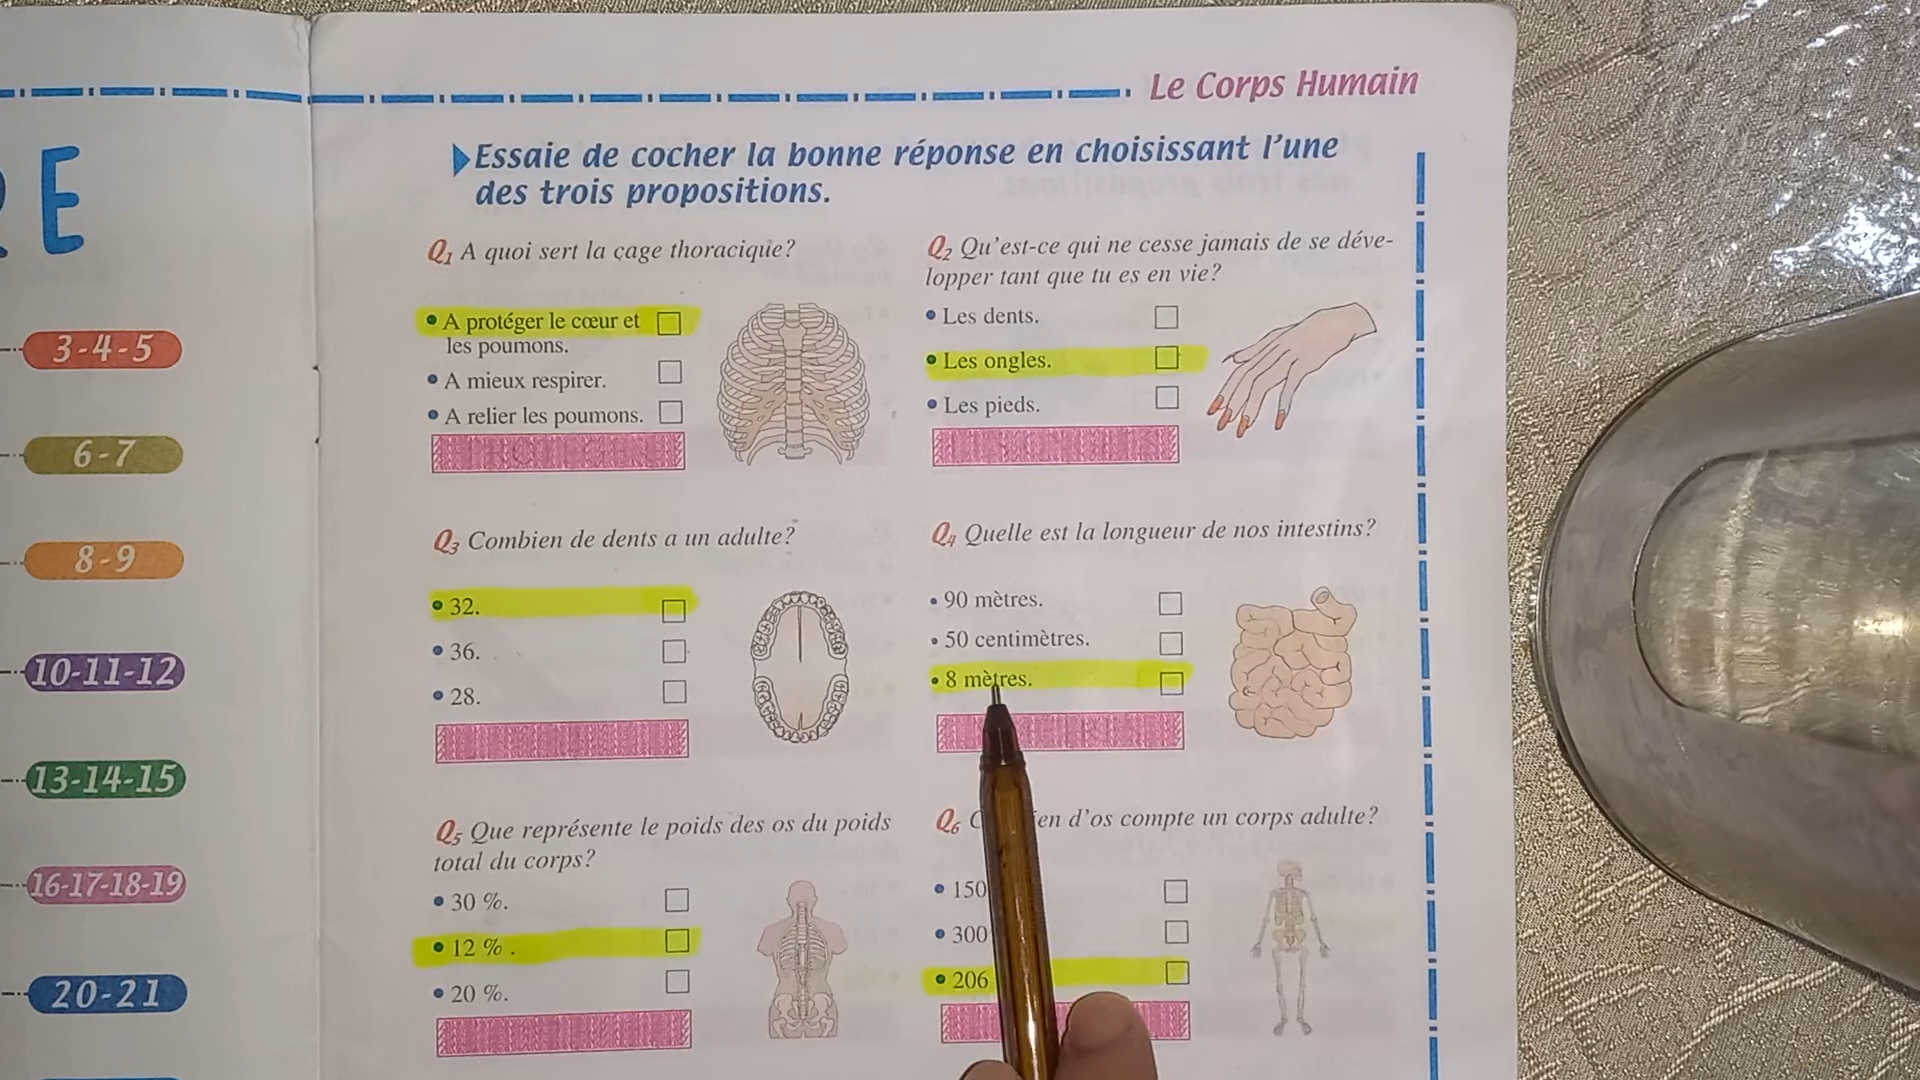 RE
3-4-5
6-7
8-9
10-11-12
13-14-15
16-17-18-19
20-21
Le Corps Humain
Essaie de cocher la bonne réponse en choisissant l'une
des trois propositions.
Q1 A quoi sert la cage thoracique?
• A protéger le cœur et
les poumons.
• A mieux respirer.
• A relier les poumons.
Q2 Qu'est-ce qui ne cesse jamais de se déve-
lopper tant que tu es en vie?
• Les dents.
• Les ongles.
• Les pieds.
Q3 Combien de dents a un adulte?
• 32.
• 36.
• 28.
Q4 Quelle est la longueur de nos intestins?
• 90 mètres.
• 50 centimètres.
• 8 mètres.
Q5 Que représente le poids des os du poids
total du corps?
• 30 %.
• 12 % .
• 20 %.
Q6 en d'os compte un corps adulte?
• 150
• 300
• 206